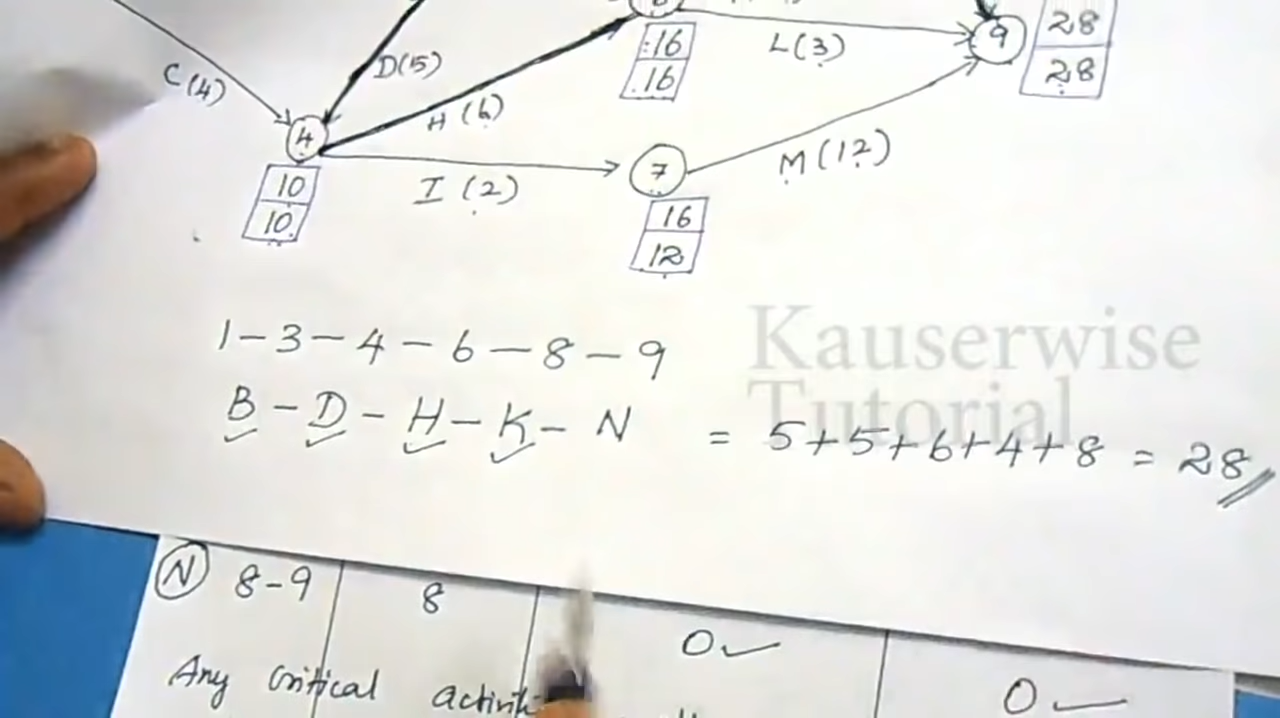 28
28
9
L(3)
16
16
D(5)
C(4)
H(6)
4
I(2)
7
M(12)
10
10
16
12
1-3-4-6-8-9
B-D-H-K-N = 5+5+6+4+8 = 28
Kauserwise
Tutorial
N 8-9 8 0 0
Any critical